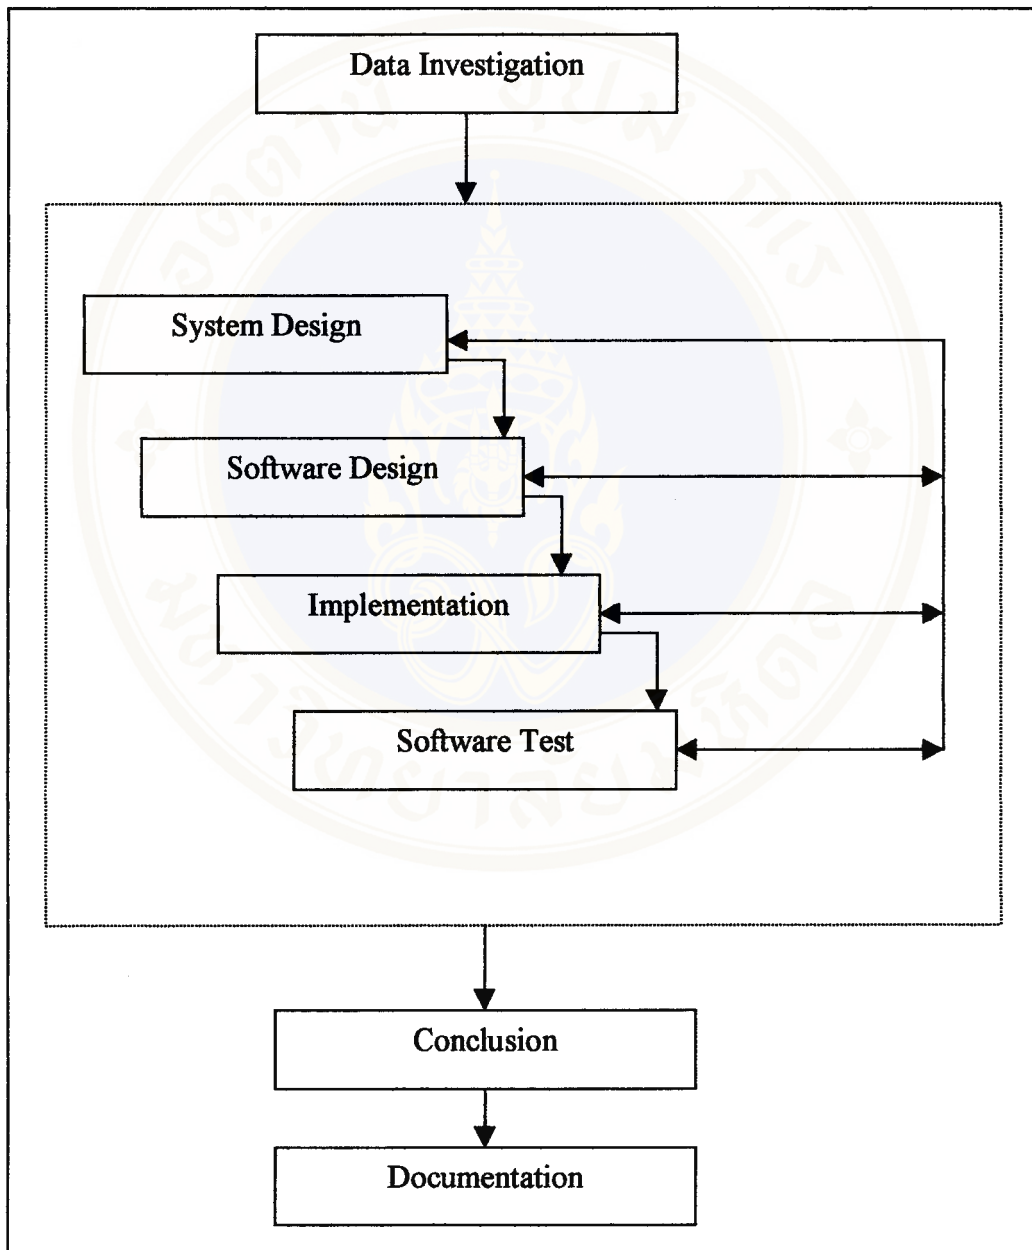 Data Investigation
System Design
Software Design
Implementation
Software Test
Conclusion
Documentation